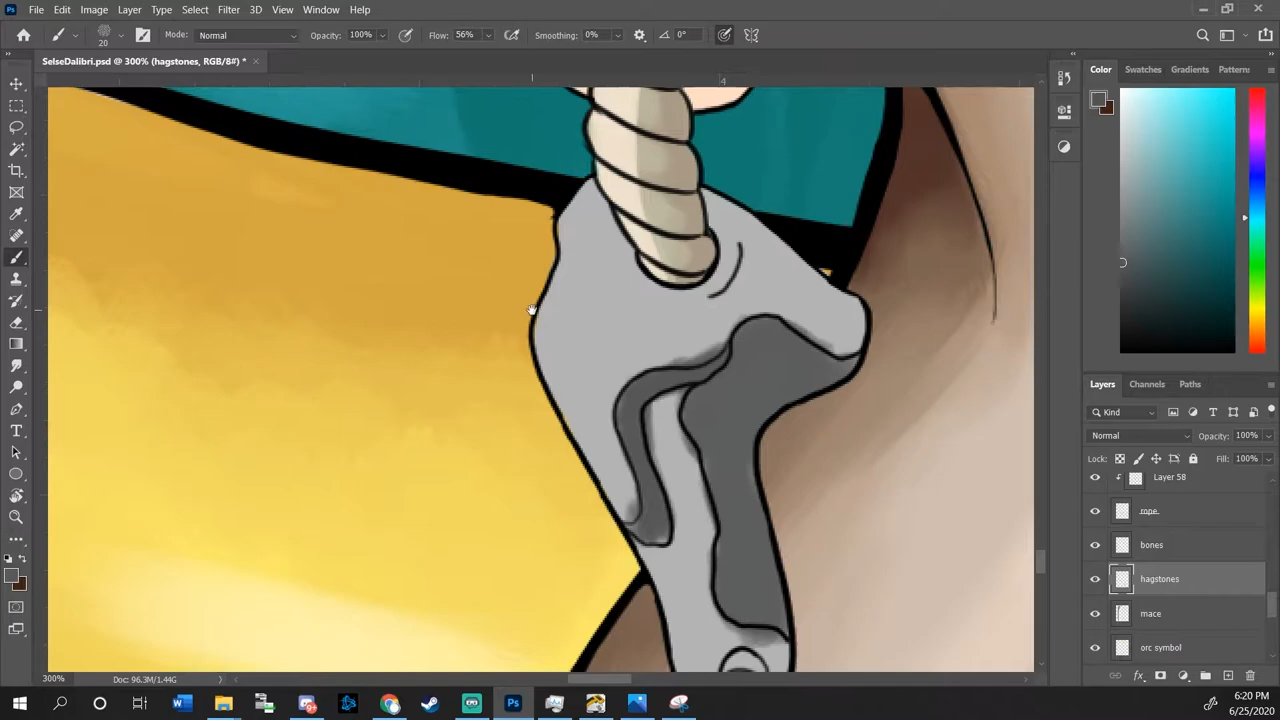 File Edit Image Layer Type Select Filter 3D View Window Help
20 Mode: Normal Opacity: 100% Flow: 56% Smoothing: 0% 0°
SelseDalibri.psd @ 300% (hagstones, RGB/8#) *
4
Color Swatches Gradients Pattern
Layers Channels Paths
Kind
Normal Opacity: 100%
Lock: Fill: 100%
Layer 58
rope
bones
hagstones
mace
orc symbol
300% Doc: 96.3M/1.44G
6:20 PM
6/25/2020